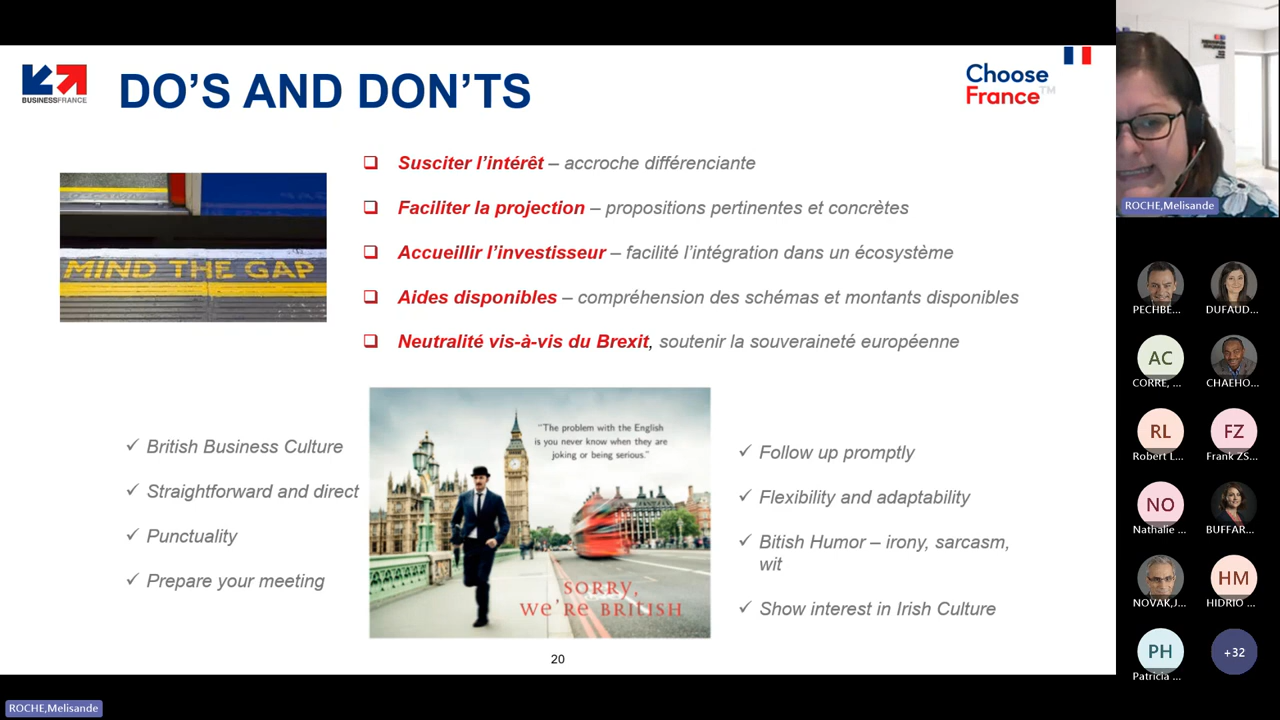 BUSINESSFRANCE
DO’S AND DON’TS
Choose
France™
MIND THE GAP
❑ Susciter l’intérêt – accroche différenciante
❑ Faciliter la projection – propositions pertinentes et concrètes
❑ Accueillir l’investisseur – facilité l’intégration dans un écosystème
❑ Aides disponibles – compréhension des schémas et montants disponibles
❑ Neutralité vis-à-vis du Brexit, soutenir la souveraineté européenne
✓ British Business Culture
✓ Straightforward and direct
✓ Punctuality
✓ Prepare your meeting
“The problem with the English
is you never know when they are
joking or being serious.”
SORRY,
WE’RE BRITISH
✓ Follow up promptly
✓ Flexibility and adaptability
✓ Bitish Humor – irony, sarcasm,
wit
✓ Show interest in Irish Culture
20
ROCHE,Melisande
PECHBE...
DUFAUD...
AC
CORRE, ...
CHAEHO...
RL
Robert L...
FZ
Frank ZS...
NO
Nathalie ...
BUFFAR...
NOVAK,J...
HM
HIDRIO ...
PH
Patricia ...
+32
ROCHE,Melisande